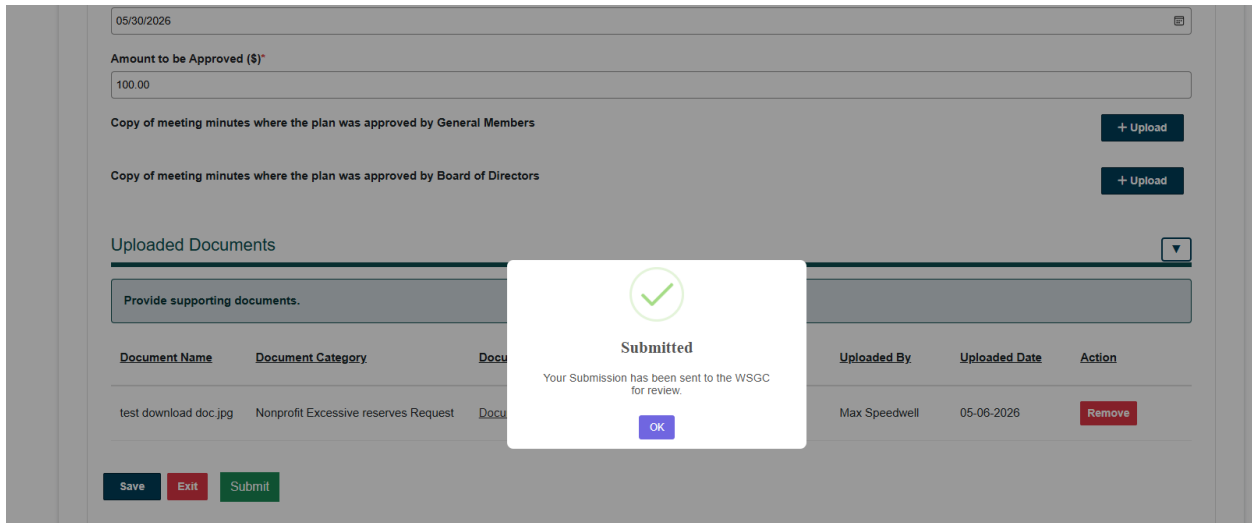 05/30/2026
Amount to be Approved ($)*
100.00
Copy of meeting minutes where the plan was approved by General Members
+ Upload
Copy of meeting minutes where the plan was approved by Board of Directors
+ Upload
Uploaded Documents
Provide supporting documents.
Document Name Document Category Docu Uploaded By Uploaded Date Action
test download doc.jpg Nonprofit Excessive reserves Request Docu Max Speedwell 05-06-2026 Remove
Submitted
Your Submission has been sent to the WSGC
for review.
OK
Save Exit Submit